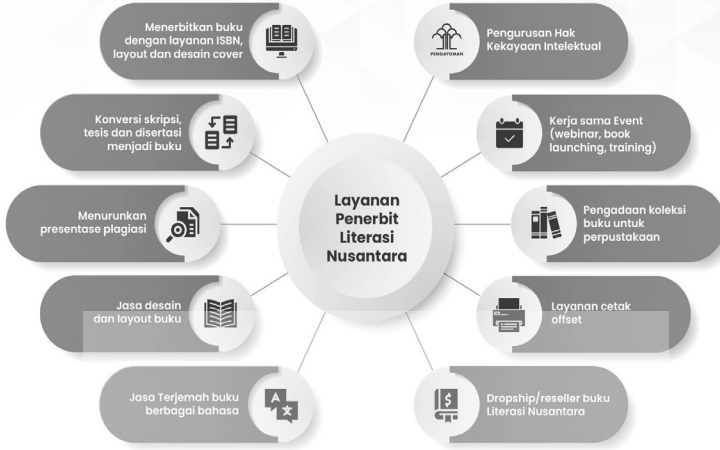 Menerbitkan buku
dengan layanan ISBN,
layout dan desain cover
Konversi skripsi,
tesis dan disertasi
menjadi buku
Menurunkan
presentase plagiasi
Jasa desain
dan layout buku
Jasa Terjemah buku
berbagai bahasa
Layanan
Penerbit
Literasi
Nusantara
PENGAYOMAN
Pengurusan Hak
Kekayaan Intelektual
Kerja sama Event
(webinar, book
launching, training)
Pengadaan koleksi
buku untuk
perpustakaan
Layanan cetak
offset
Dropship/reseller buku
Literasi Nusantara
A
文
$